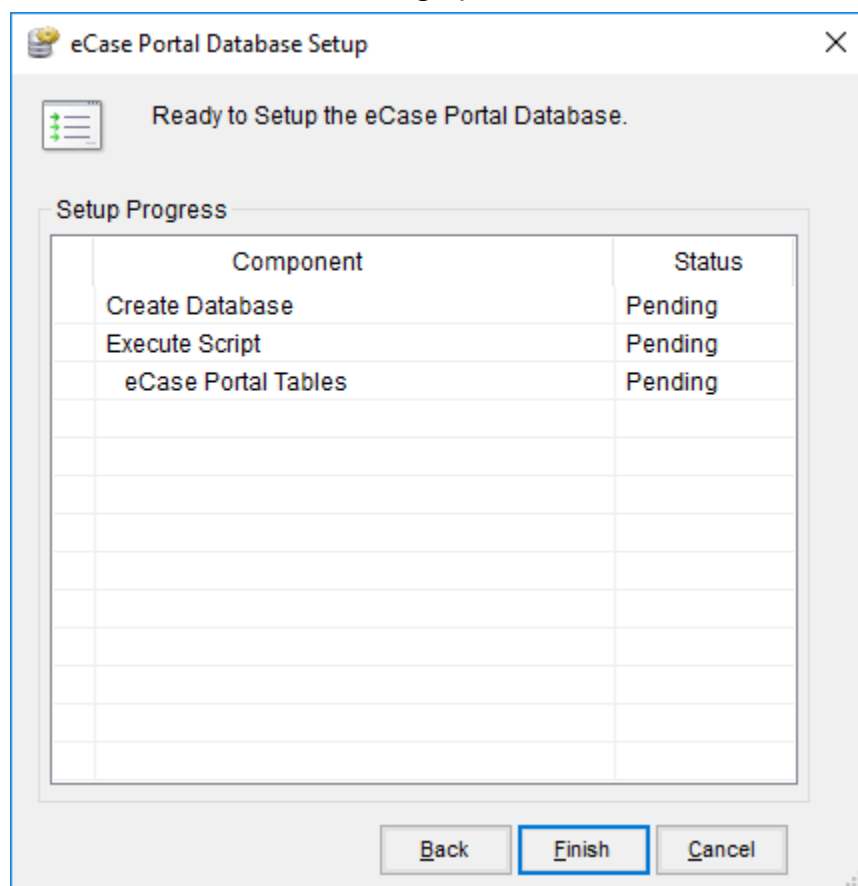 eCase Portal Database Setup
Ready to Setup the eCase Portal Database.
Setup Progress
Component Status
Create Database Pending
Execute Script Pending
eCase Portal Tables Pending
Back Finish Cancel